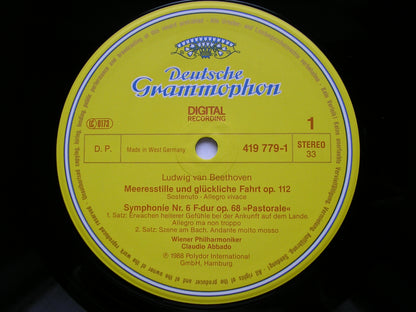 Deutsche
Grammophon
DIGITAL
RECORDING
LC 0173
1
D. P.
Made in West Germany
419 779-1
STEREO
33
Ludwig van Beethoven
Meeresstille und glückliche Fahrt op. 112
Sostenuto - Allegro vivace
Symphonie Nr. 6 F-dur op. 68 »Pastorale«
1. Satz: Erwachen heiterer Gefühle bei der Ankunft auf dem Lande.
Allegro ma non troppo
2. Satz: Szene am Bach. Andante molto mosso
Wiener Philharmoniker
Claudio Abbado
℗ 1988 Polydor International
GmbH, Hamburg